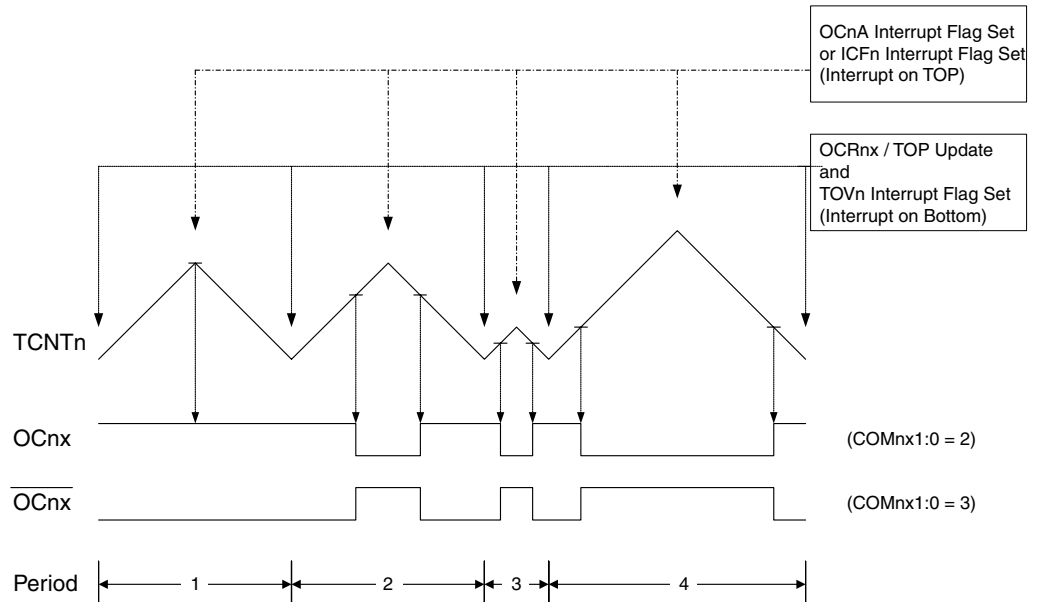 OCnA Interrupt Flag Set
or ICFn Interrupt Flag Set
(Interrupt on TOP)
OCRnx / TOP Update
and
TOVn Interrupt Flag Set
(Interrupt on Bottom)
TCNTn
OCnx
(COMnx1:0 = 2)
OCnx
(COMnx1:0 = 3)
Period
1
2
3
4